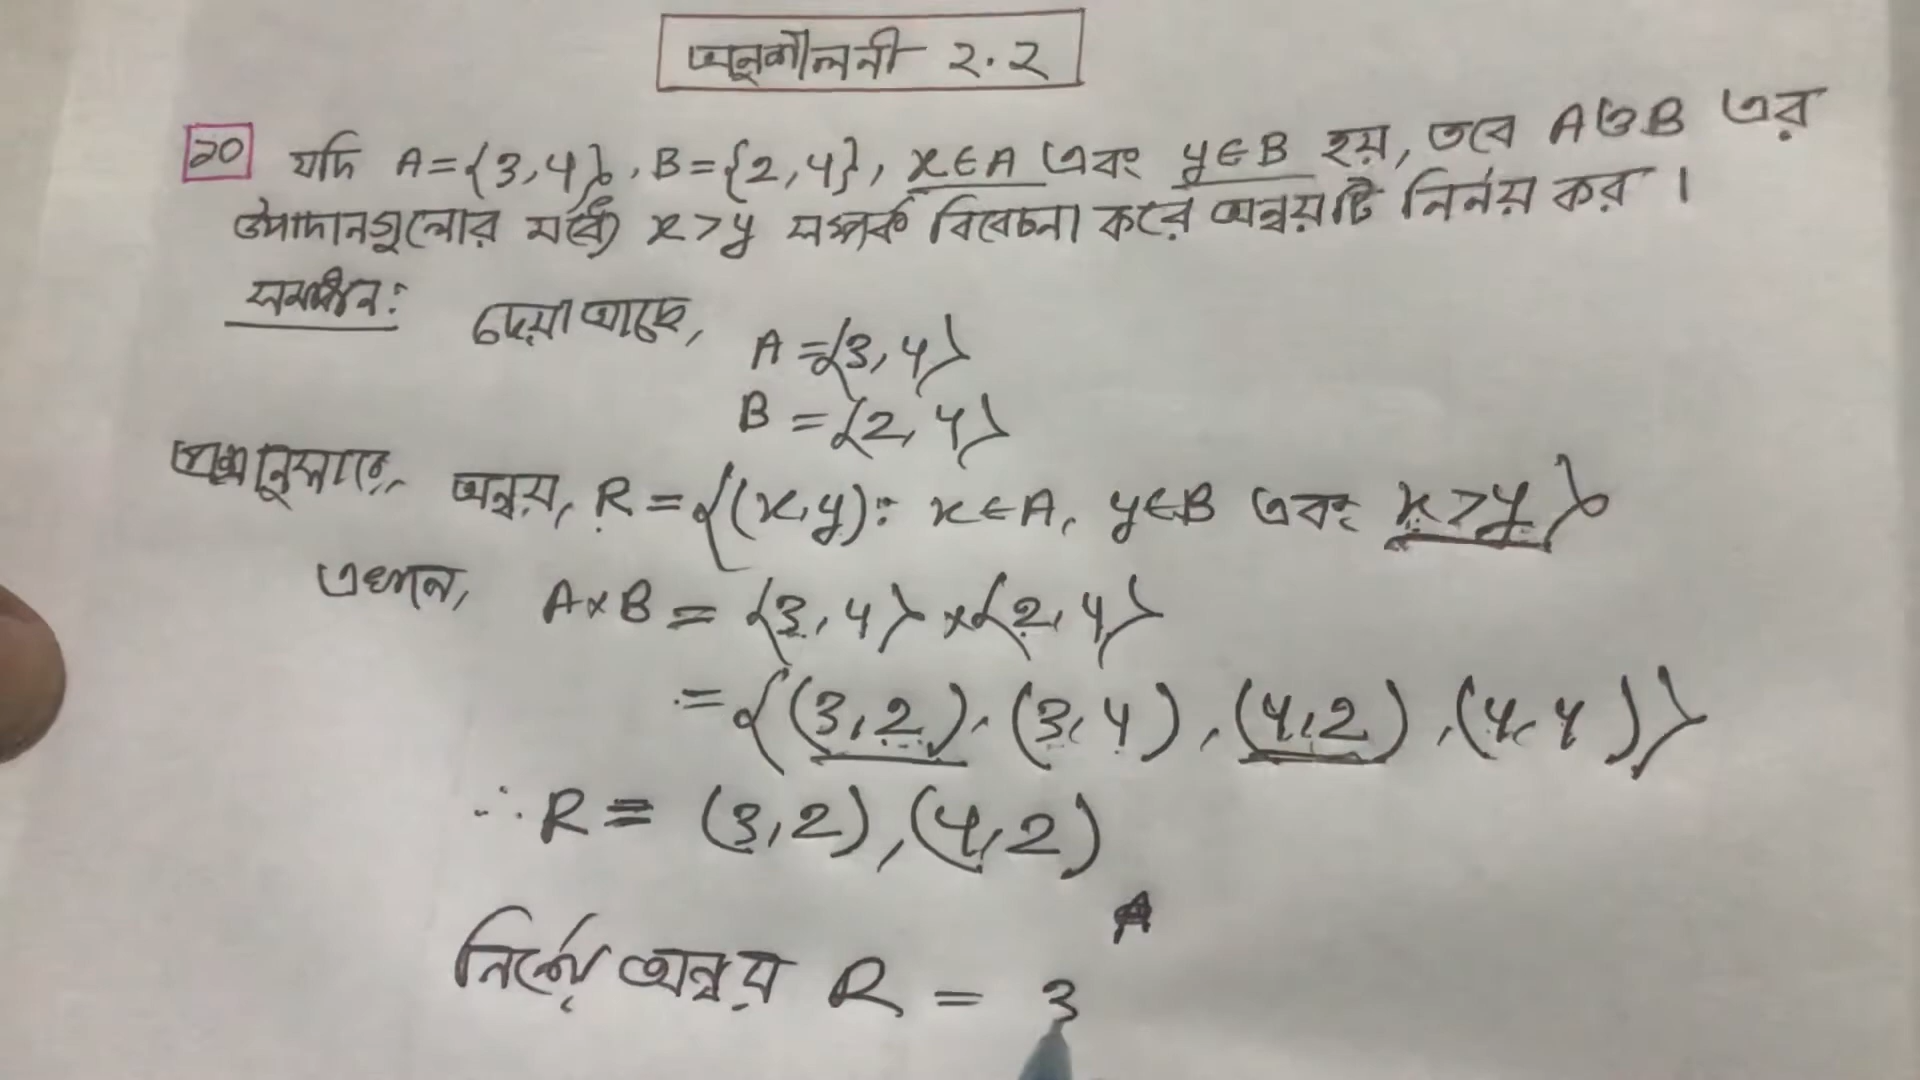 অনুশীলনী ২.২
১০ যদি A={3,4}, B={2,4}, x∈A এবং y∈B হয়, তবে A ও B এর
উপাদানগুলোর মধ্যে x>y সম্পর্ক বিবেচনা করে অন্বয়টি নির্ণয় কর।
সমাধান: দেয়া আছে,
A={3,4}
B={2,4}
প্রশ্নানুসারে, অন্বয়, R={(x,y): x∈A, y∈B এবং x>y}
এখানে, A×B = {3,4}×{2,4}
={(3,2),(3,4),(4,2),(4,4)}
∴R= (3,2),(4,2)
নির্ণেয় অন্বয় R = 3